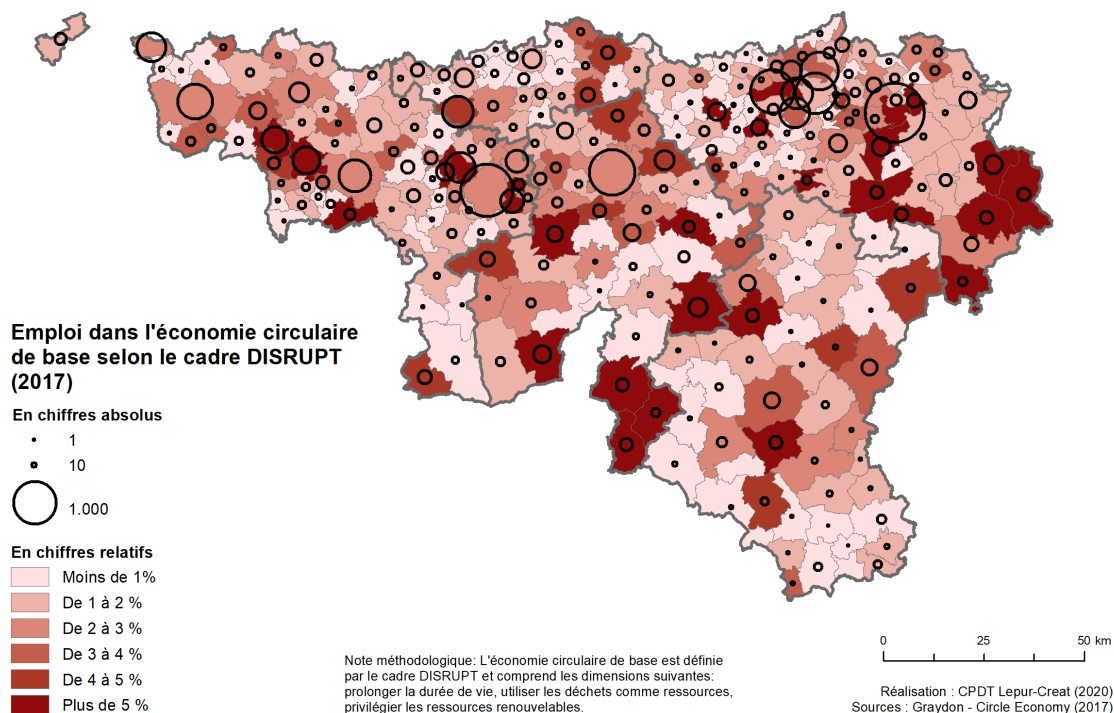 Emploi dans l'économie circulaire
de base selon le cadre DISRUPT
(2017)
En chiffres absolus
1
10
1.000
En chiffres relatifs
Moins de 1%
De 1 à 2 %
De 2 à 3 %
De 3 à 4 %
De 4 à 5 %
Plus de 5 %
Note méthodologique: L'économie circulaire de base est définie
par le cadre DISRUPT et comprend les dimensions suivantes:
prolonger la durée de vie, utiliser les déchets comme ressources,
privilégier les ressources renouvelables.
0 25 50 km
Réalisation : CPDT Lepur-Creat (2020)
Sources : Graydon - Circle Economy (2017)